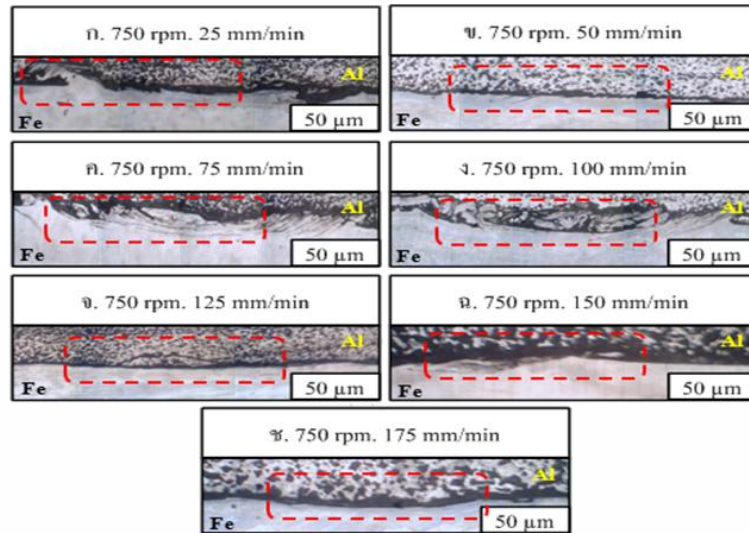 ก. 750 rpm. 25 mm/min
Al
Fe
50 µm
ข. 750 rpm. 50 mm/min
Al
Fe
50 µm
ค. 750 rpm. 75 mm/min
Al
Fe
50 µm
ง. 750 rpm. 100 mm/min
Al
Fe
50 µm
จ. 750 rpm. 125 mm/min
Al
Fe
50 µm
ฉ. 750 rpm. 150 mm/min
Al
Fe
50 µm
ช. 750 rpm. 175 mm/min
Al
Fe
50 µm